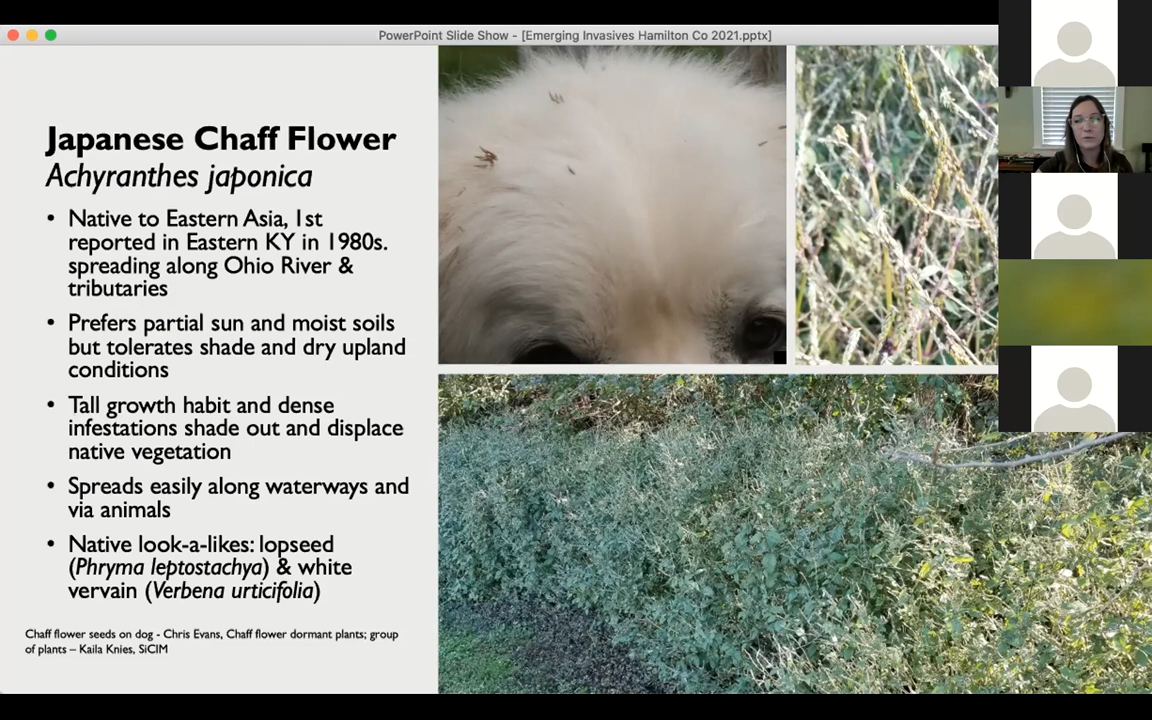 PowerPoint Slide Show - [Emerging Invasives Hamilton Co 2021.pptx]
Japanese Chaff Flower
Achyranthes japonica
• Native to Eastern Asia, 1st
reported in Eastern KY in 1980s.
spreading along Ohio River &
tributaries
• Prefers partial sun and moist soils
but tolerates shade and dry upland
conditions
• Tall growth habit and dense
infestations shade out and displace
native vegetation
• Spreads easily along waterways and
via animals
• Native look-a-likes: lopseed
(Phryma leptostachya) & white
vervain (Verbena urticifolia)
Chaff flower seeds on dog - Chris Evans, Chaff flower dormant plants; group
of plants – Kaila Knies, SiCIM